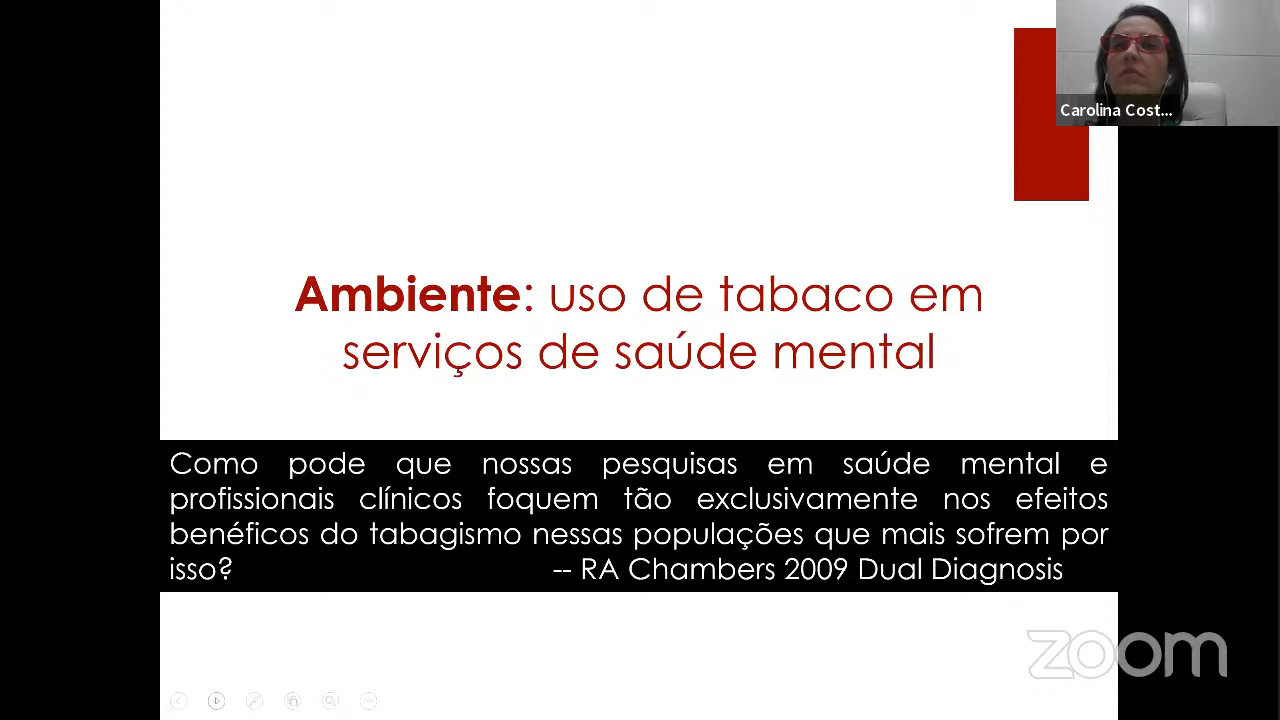 Carolina Cost...
Ambiente: uso de tabaco em
serviços de saúde mental
Como pode que nossas pesquisas em saúde mental e
profissionais clínicos foquem tão exclusivamente nos efeitos
benéficos do tabagismo nessas populações que mais sofrem por
isso? -- RA Chambers 2009 Dual Diagnosis
zoom